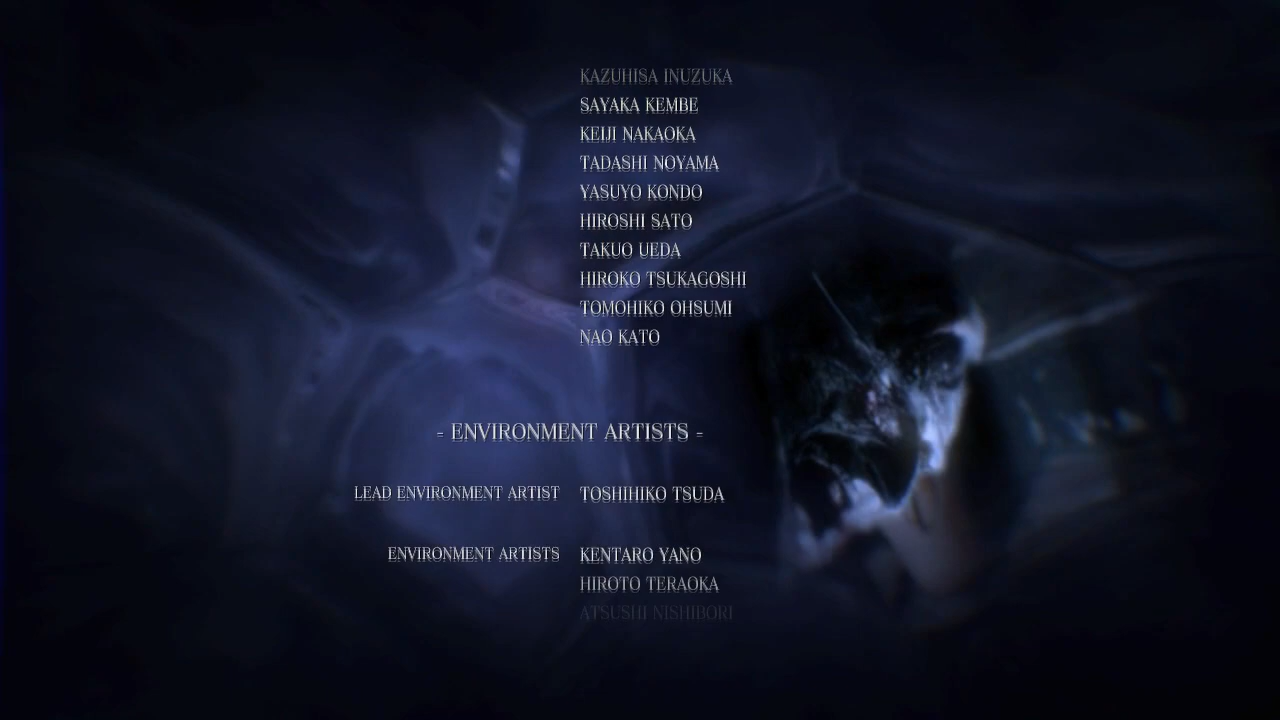 KAZUHISA INUZUKA
SAYAKA KEMBE
KEIJI NAKAOKA
TADASHI NOYAMA
YASUYO KONDO
HIROSHI SATO
TAKUO UEDA
HIROKO TSUKAGOSHI
TOMOHIKO OHSUMI
NAO KATO
- ENVIRONMENT ARTISTS -
LEAD ENVIRONMENT ARTIST TOSHIHIKO TSUDA
ENVIRONMENT ARTISTS KENTARO YANO
HIROTO TERAOKA
ATSUSHI NISHIBORI